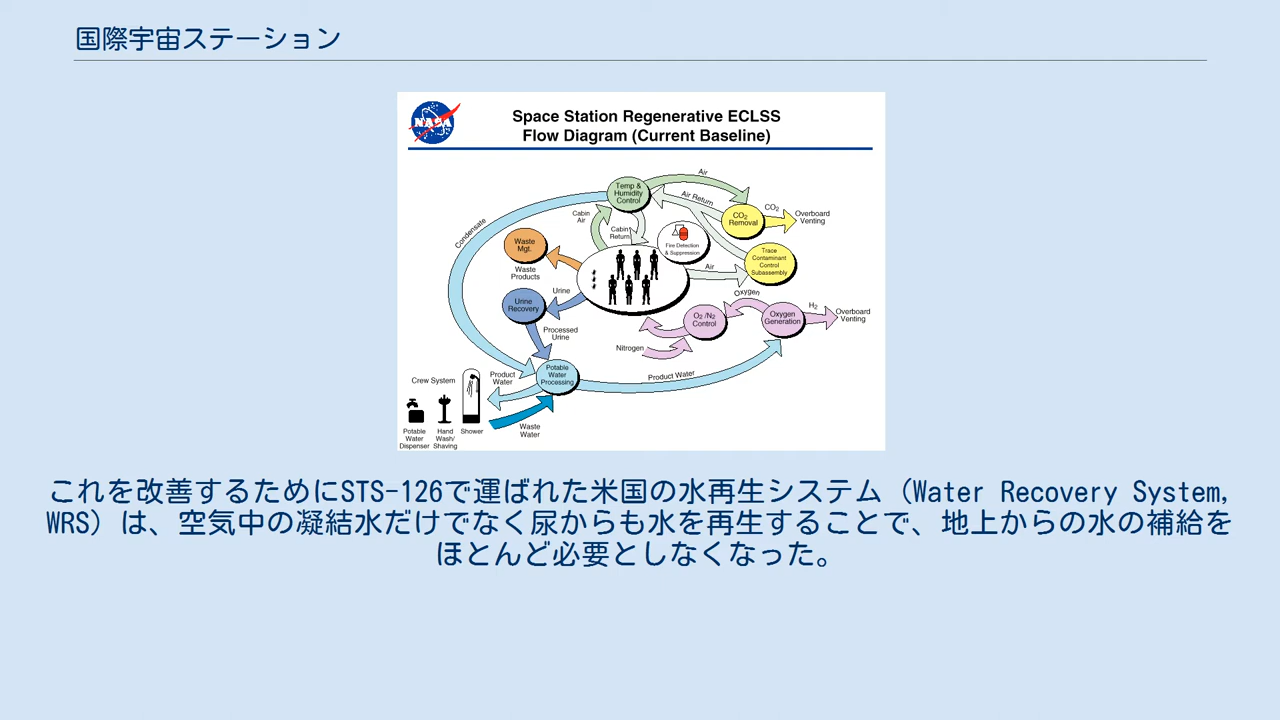 国際宇宙ステーション
NASA
Space Station Regenerative ECLSS
Flow Diagram (Current Baseline)
Air
Temp &
Humidity
Control
Air Return
CO2
Removal
CO2
Overboard
Venting
Condensate
Cabin
Air
Cabin
Return
Waste
Mgt.
Fire Detection
& Suppression
Trace
Contaminant
Control
Subassembly
Waste
Products
Air
Urine
Oxygen
Urine
Recovery
O2 /N2
Control
Oxygen
Generation
H2
Overboard
Venting
Processed
Urine
Nitrogen
Potable
Water
Processing
Product
Water
Product Water
Crew System
Potable
Water
Dispenser
Hand
Wash/
Shaving
Shower
Waste
Water
これを改善するためにSTS-126で運ばれた米国の水再生システム（Water Recovery System,
WRS）は、空気中の凝結水だけでなく尿からも水を再生することで、地上からの水の補給を
ほとんど必要としなくなった。